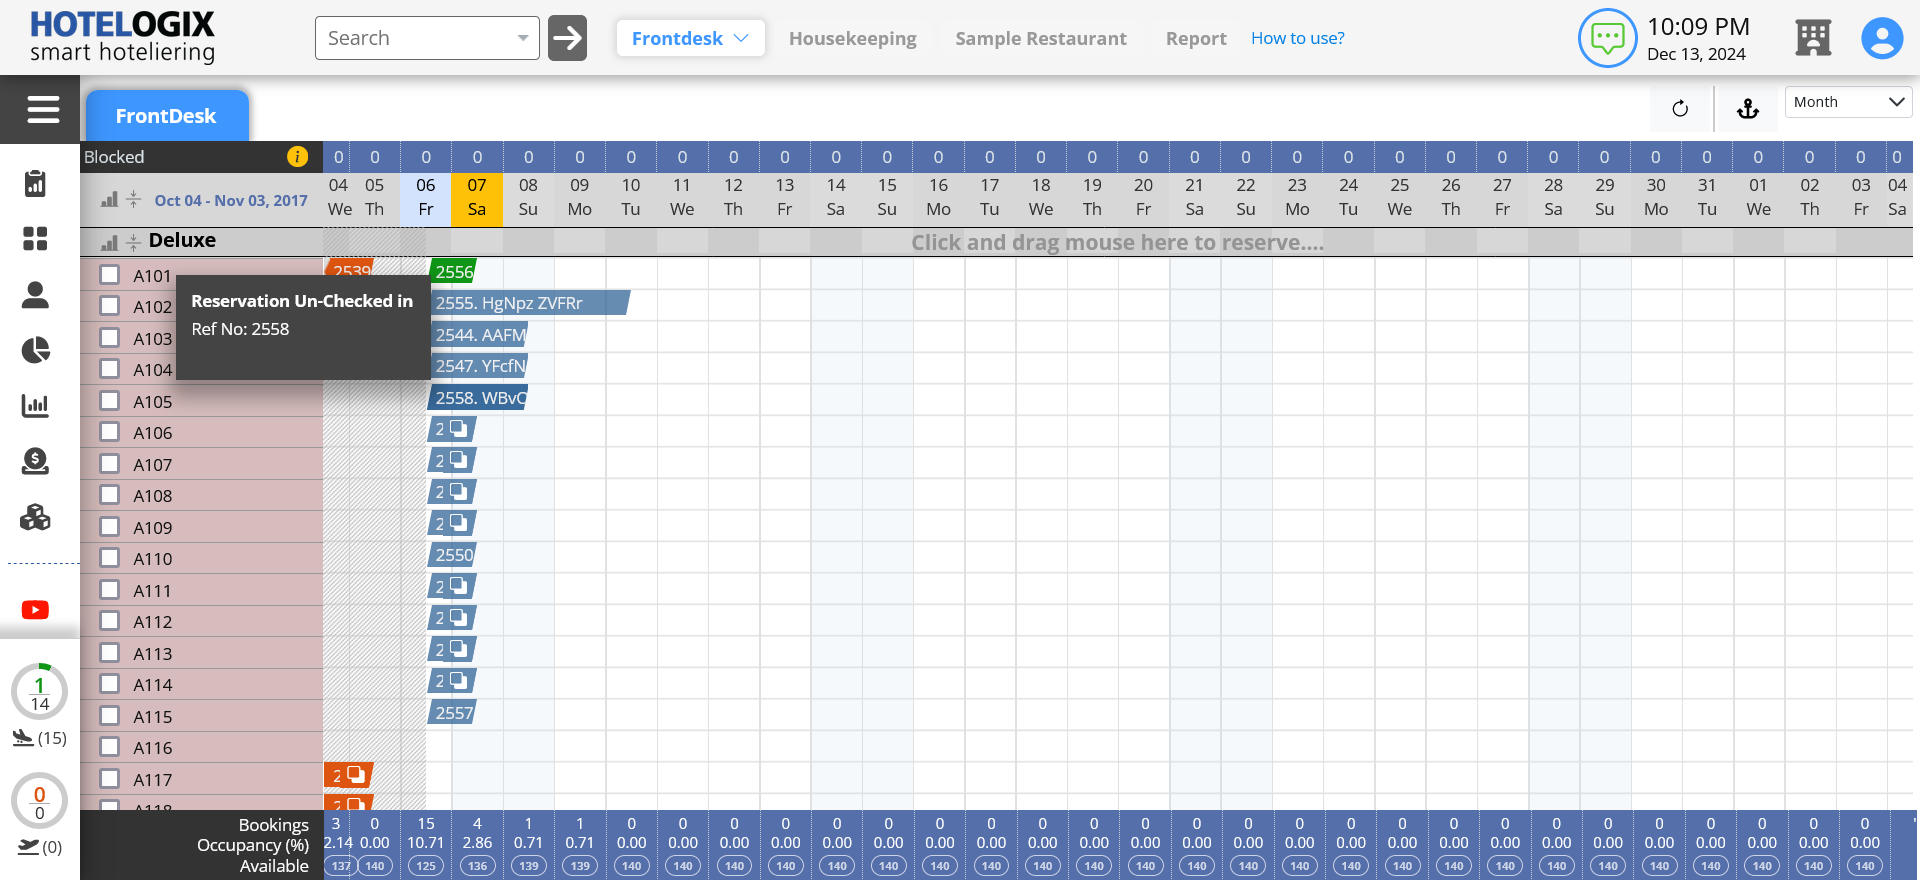 HOTELOGIX
smart hoteliering
Search
Frontdesk
Housekeeping
Sample Restaurant
Report
How to use?
10:09 PM
Dec 13, 2024
FrontDesk
Month
Blocked i 0 0 0 0 0 0 0 0 0 0 0 0 0 0 0 0 0 0 0 0 0 0 0 0 0 0 0 0 0 0 0 0
Oct 04 - Nov 03, 2017
04 05 06 07 08 09 10 11 12 13 14 15 16 17 18 19 20 21 22 23 24 25 26 27 28 29 30 31 01 02 03 04
We Th Fr Sa Su Mo Tu We Th Fr Sa Su Mo Tu We Th Fr Sa Su Mo Tu We Th Fr Sa Su Mo Tu We Th Fr Sa
Deluxe
Click and drag mouse here to reserve....
A101 2539 2556
A102 2555. HgNpz ZVFRr
A103 2544. AAFM
A104 2547. YFcfN
Reservation Un-Checked in
Ref No: 2558
A105 2558. WBvC
A106 2
A107 2
A108 2
A109 2
A110 2550
A111 2
A112 2
A113 2
A114 2
A115 2557
A116
A117 2
A118 2
1
14
(15)
0
0
(0)
Bookings 3 0 15 4 1 1 0 0 0 0 0 0 0 0 0 0 0 0 0 0 0 0 0 0 0 0 0 0 0 0 0
Occupancy (%) 2.14 0.00 10.71 2.86 0.71 0.71 0.00 0.00 0.00 0.00 0.00 0.00 0.00 0.00 0.00 0.00 0.00 0.00 0.00 0.00 0.00 0.00 0.00 0.00 0.00 0.00 0.00 0.00 0.00 0.00 0.00
Available 137 140 125 136 139 139 140 140 140 140 140 140 140 140 140 140 140 140 140 140 140 140 140 140 140 140 140 140 140 140 140